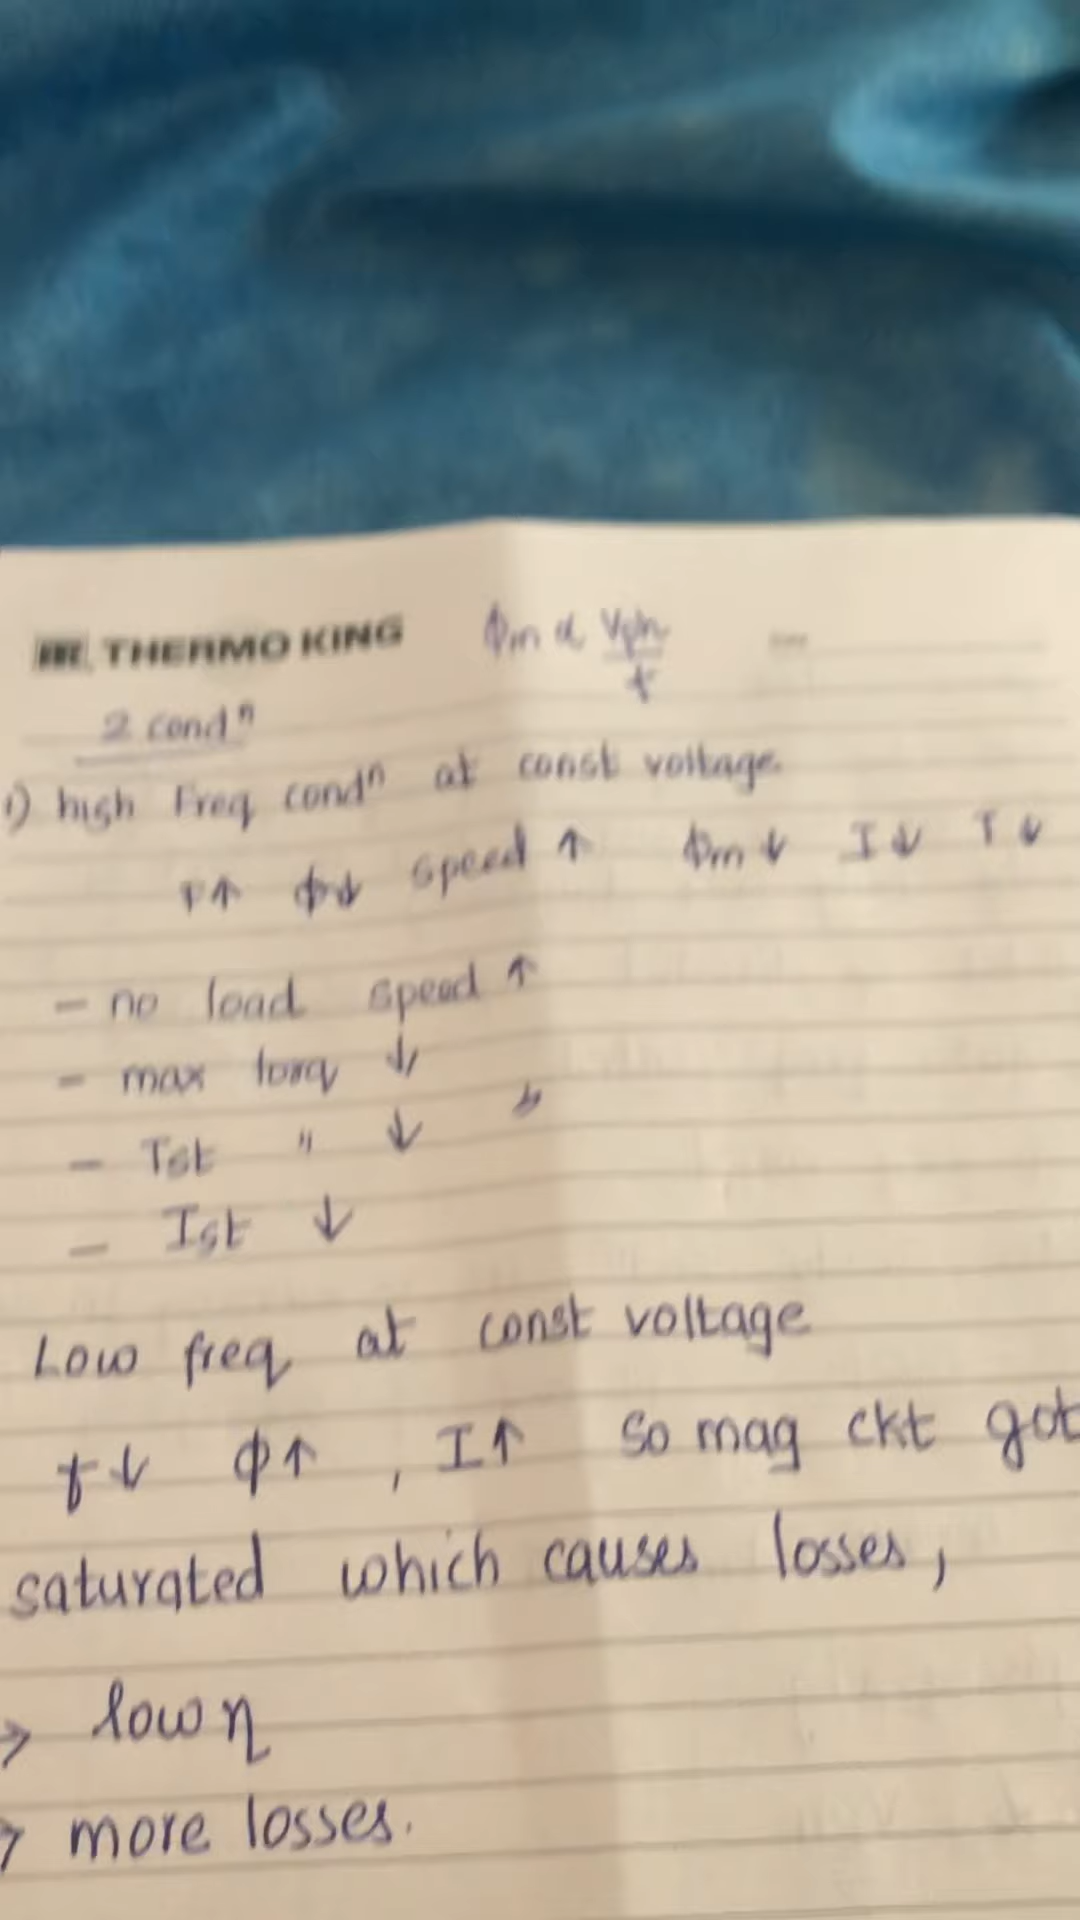 THERMO KING
Φm α Vph/f
2 condⁿ
1) high Freq condⁿ at const voltage
F↑ Φ↓ speed ↑ Φm ↓ I↓ T↓
– no load speed ↑
– max torq ↓
– Tst " ↓
– Ist ↓
Low freq at const voltage
f↓ Φ↑ , I↑ so mag ckt got
saturated which causes losses,
→ low η
→ more losses.